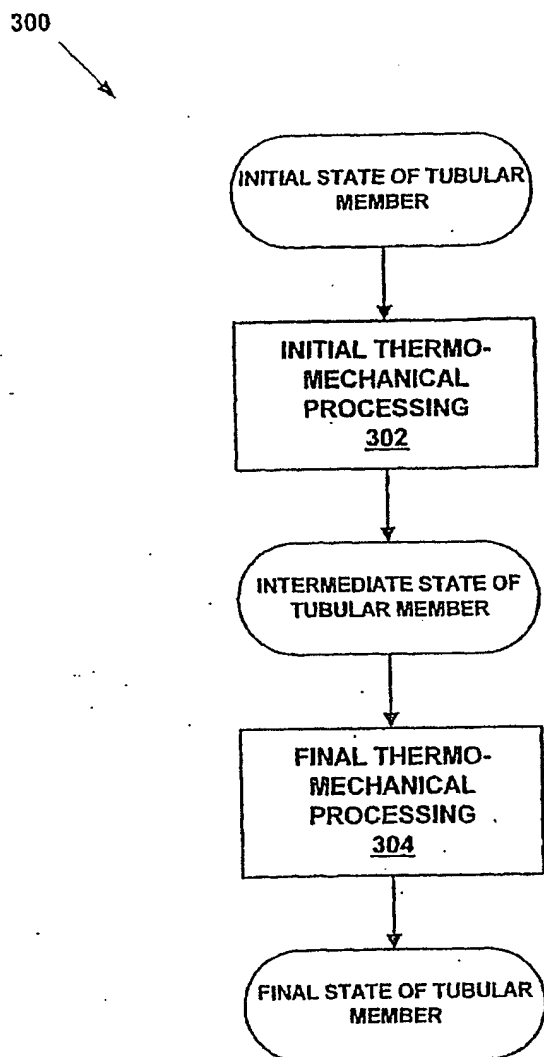 300
INITIAL STATE OF TUBULAR
MEMBER
INITIAL THERMO-
MECHANICAL
PROCESSING
302
INTERMEDIATE STATE OF
TUBULAR MEMBER
FINAL THERMO-
MECHANICAL
PROCESSING
304
FINAL STATE OF TUBULAR
MEMBER